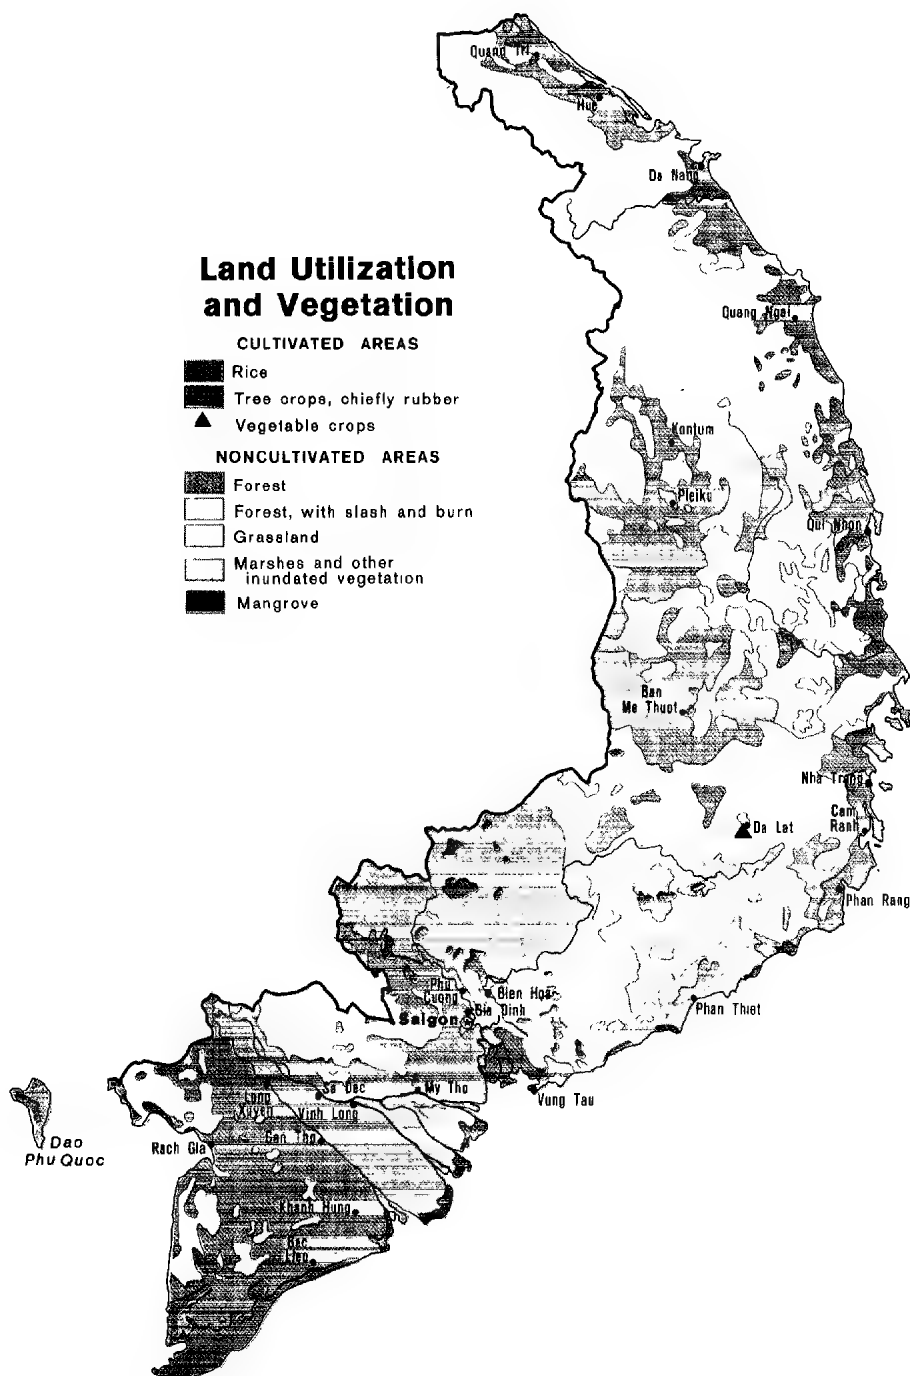 Quang Tri
Hue
Da Nang
Land Utilization
and Vegetation
CULTIVATED AREAS
Rice
Tree crops, chiefly rubber
Vegetable crops
NONCULTIVATED AREAS
Forest
Forest, with slash and burn
Grassland
Marshes and other
inundated vegetation
Mangrove
Quang Ngai
Kontum
Pleiku
Qui Nhon
Ban
Me Thuot
Nha Trang
Cam
Ranh
Da Lat
Phan Rang
Phu
Cuong
Bien Hoa
Gia Dinh
Saigon
Phan Thiet
Sa Dec
My Tho
Long
Xuyen
Vinh Long
Vung Tau
Can Tho
Rach Gia
Dao
Phu Quoc
Khanh Hung
Bac
Lieu